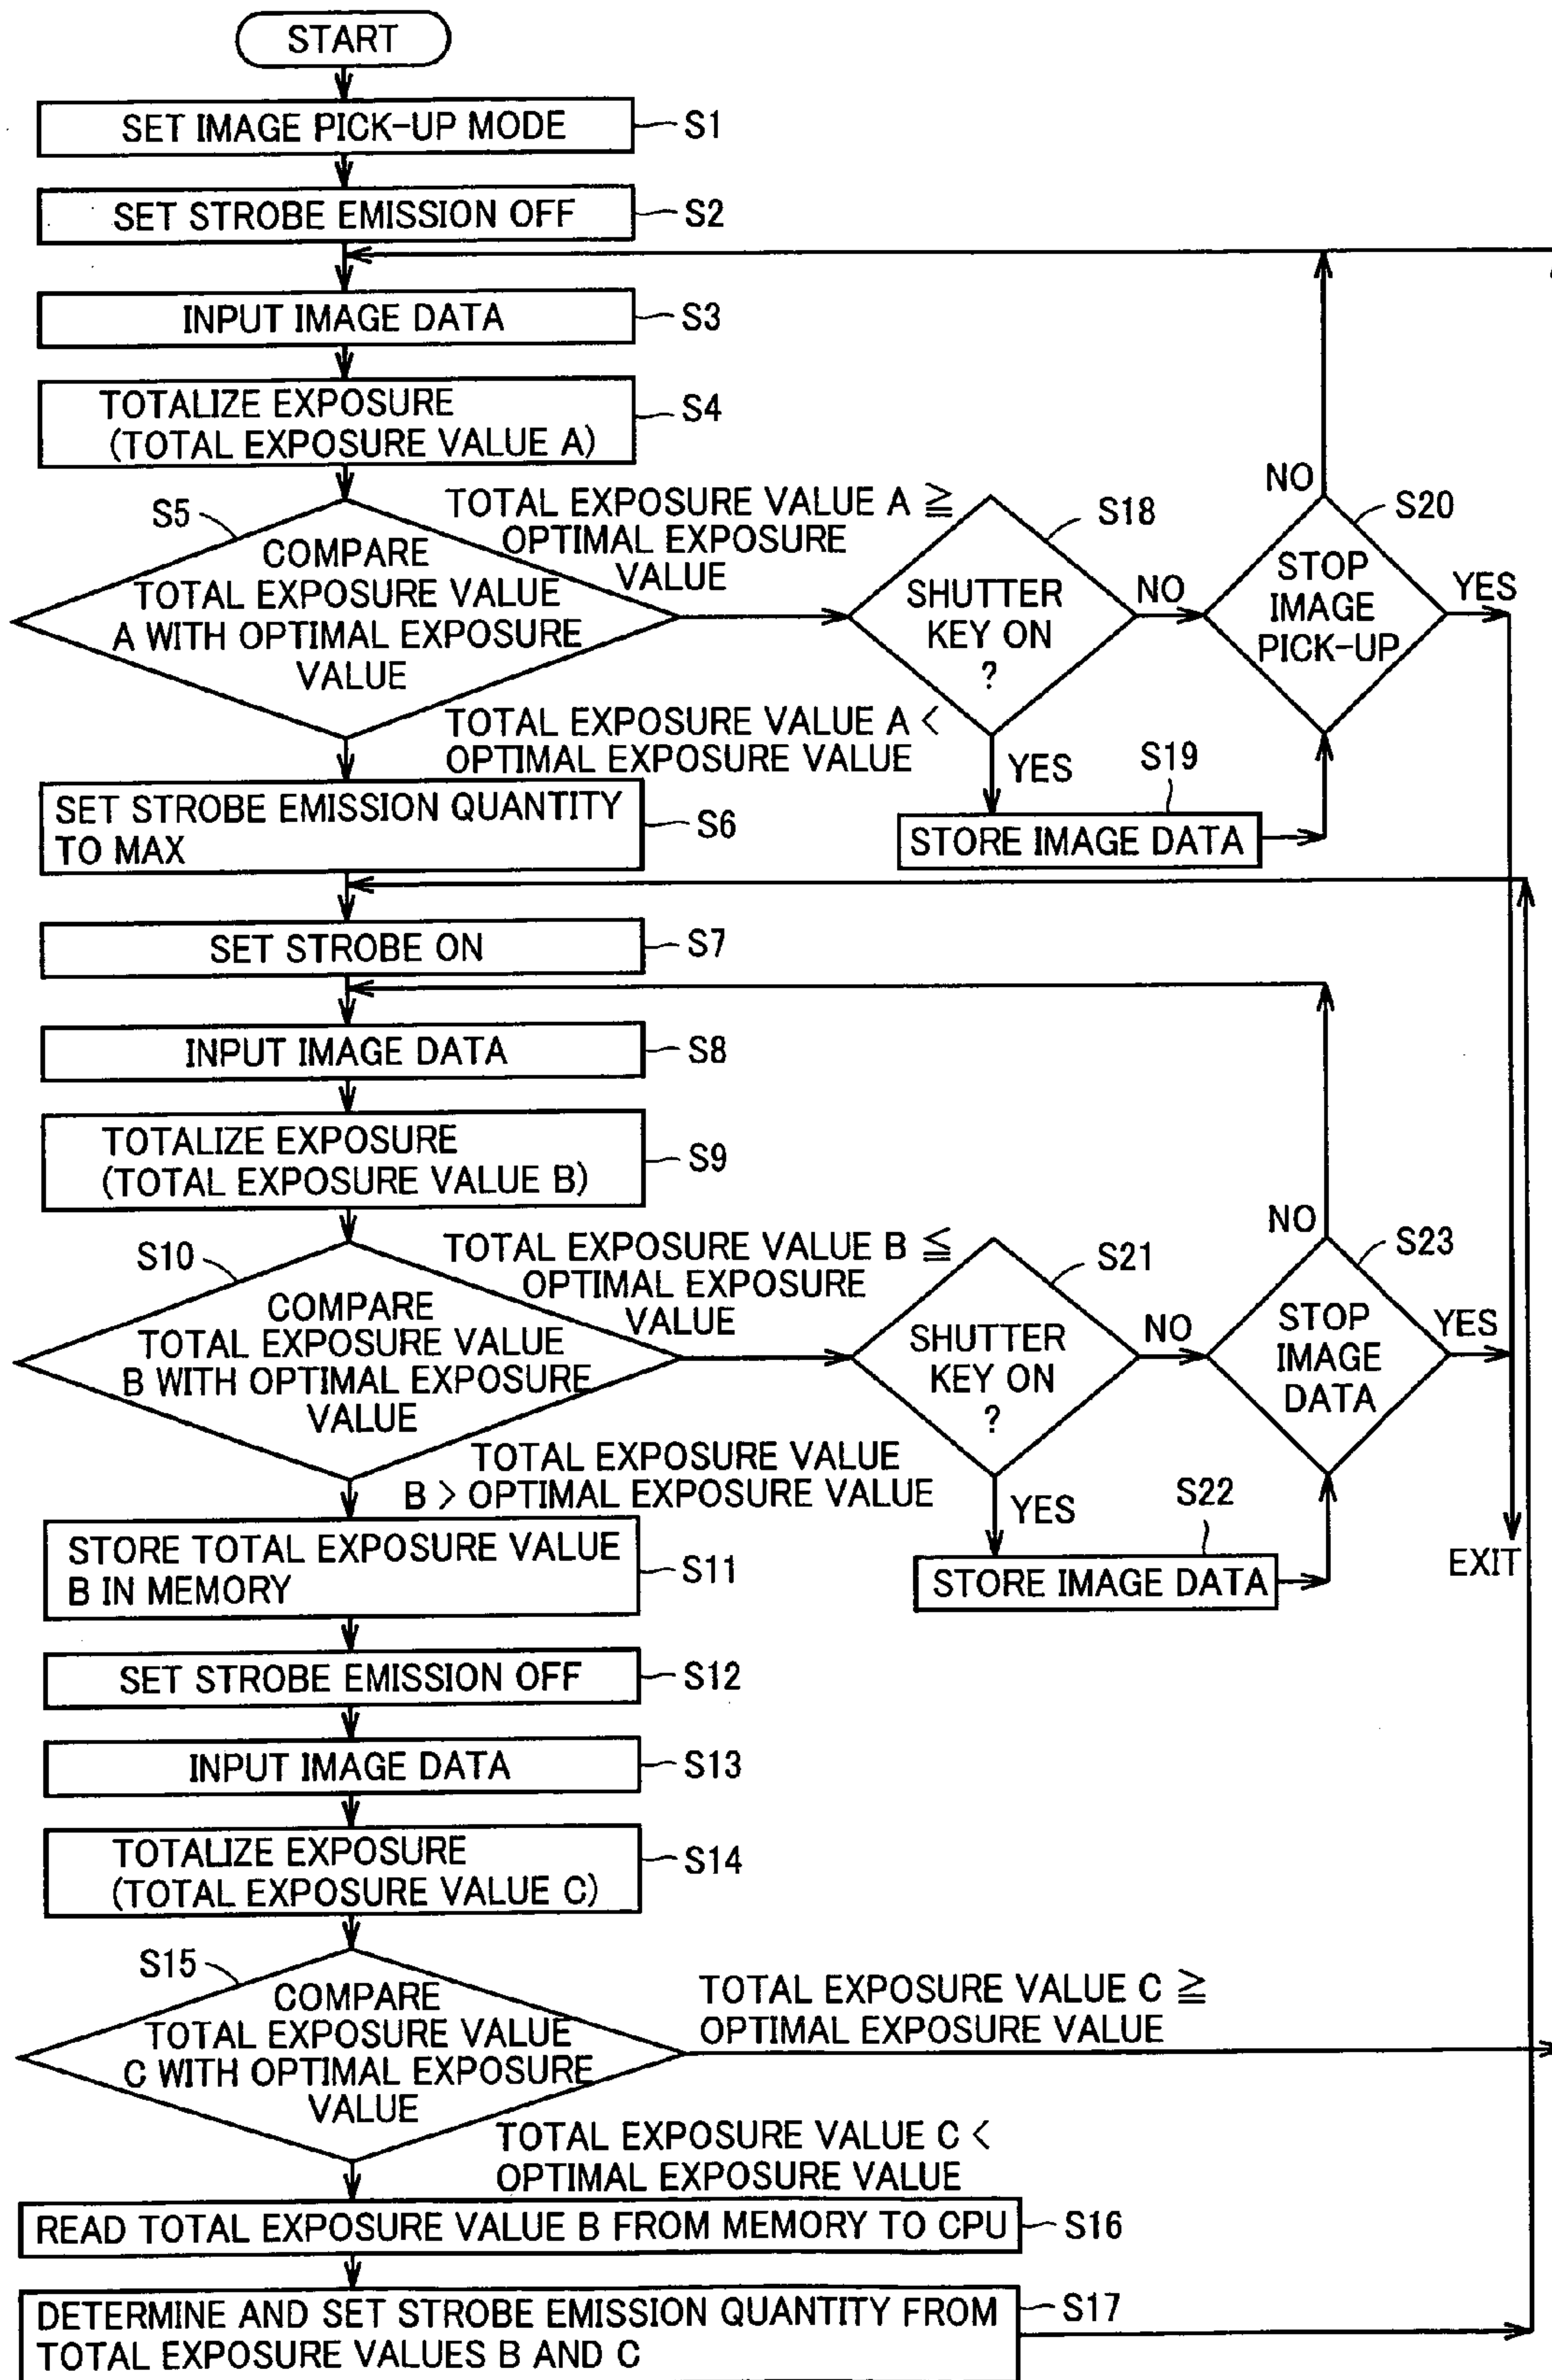 START
SET IMAGE PICK-UP MODE
S1
SET STROBE EMISSION OFF
S2
INPUT IMAGE DATA
S3
TOTALIZE EXPOSURE
(TOTAL EXPOSURE VALUE A)
S4
S5
COMPARE
TOTAL EXPOSURE VALUE
A WITH OPTIMAL EXPOSURE
VALUE
TOTAL EXPOSURE VALUE A ≧
OPTIMAL EXPOSURE
VALUE
SHUTTER
KEY ON
?
S18
NO
STOP
IMAGE
PICK-UP
S20
NO
YES
TOTAL EXPOSURE VALUE A <
OPTIMAL EXPOSURE VALUE
YES
S19
STORE IMAGE DATA
SET STROBE EMISSION QUANTITY
TO MAX
S6
SET STROBE ON
S7
INPUT IMAGE DATA
S8
TOTALIZE EXPOSURE
(TOTAL EXPOSURE VALUE B)
S9
S10
COMPARE
TOTAL EXPOSURE VALUE
B WITH OPTIMAL EXPOSURE
VALUE
TOTAL EXPOSURE VALUE B ≦
OPTIMAL EXPOSURE
VALUE
SHUTTER
KEY ON
?
S21
NO
STOP
IMAGE
DATA
S23
NO
YES
TOTAL EXPOSURE VALUE
B > OPTIMAL EXPOSURE VALUE
YES
S22
STORE IMAGE DATA
EXIT
STORE TOTAL EXPOSURE VALUE
B IN MEMORY
S11
SET STROBE EMISSION OFF
S12
INPUT IMAGE DATA
S13
TOTALIZE EXPOSURE
(TOTAL EXPOSURE VALUE C)
S14
S15
COMPARE
TOTAL EXPOSURE VALUE
C WITH OPTIMAL EXPOSURE
VALUE
TOTAL EXPOSURE VALUE C ≧
OPTIMAL EXPOSURE VALUE
TOTAL EXPOSURE VALUE C <
OPTIMAL EXPOSURE VALUE
READ TOTAL EXPOSURE VALUE B FROM MEMORY TO CPU
S16
DETERMINE AND SET STROBE EMISSION QUANTITY FROM
TOTAL EXPOSURE VALUES B AND C
S17